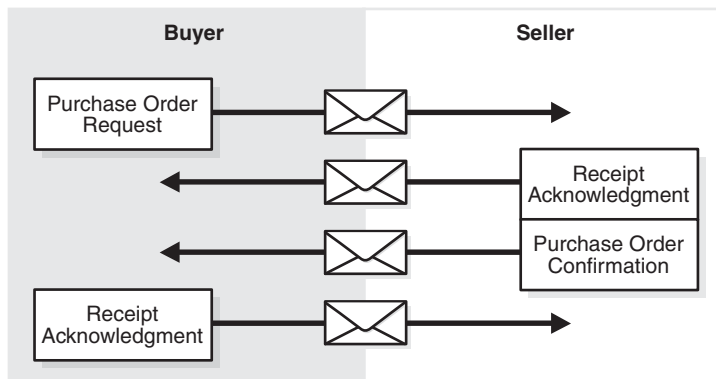 Buyer
Seller
Purchase Order
Request
Receipt
Acknowledgment
Purchase Order
Confirmation
Receipt
Acknowledgment